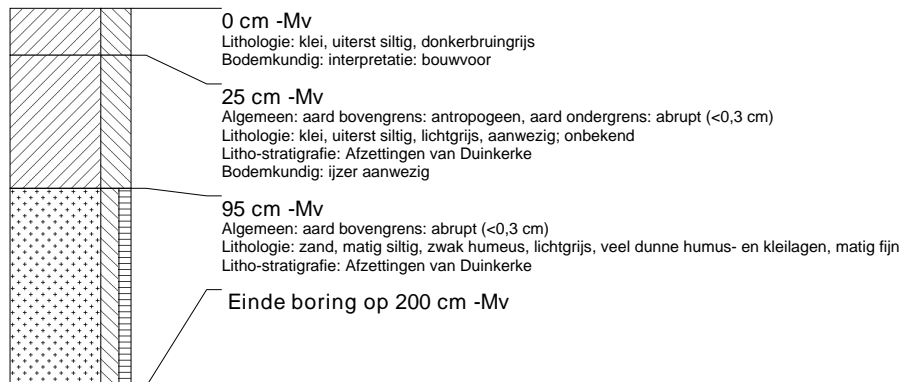 0 cm -Mv
Lithologie: klei, uiterst siltig, donkerbruingrijs
Bodemkundig: interpretatie: bouwvoor
25 cm -Mv
Algemeen: aard bovengrens: antropogeen, aard ondergrens: abrupt (<0,3 cm)
Lithologie: klei, uiterst siltig, lichtgrijs, aanwezig; onbekend
Litho-stratigrafie: Afzettingen van Duinkerke
Bodemkundig: ijzer aanwezig
95 cm -Mv
Algemeen: aard bovengrens: abrupt (<0,3 cm)
Lithologie: zand, matig siltig, zwak humeus, lichtgrijs, veel dunne humus- en kleilagen, matig fijn
Litho-stratigrafie: Afzettingen van Duinkerke
Einde boring op 200 cm -Mv